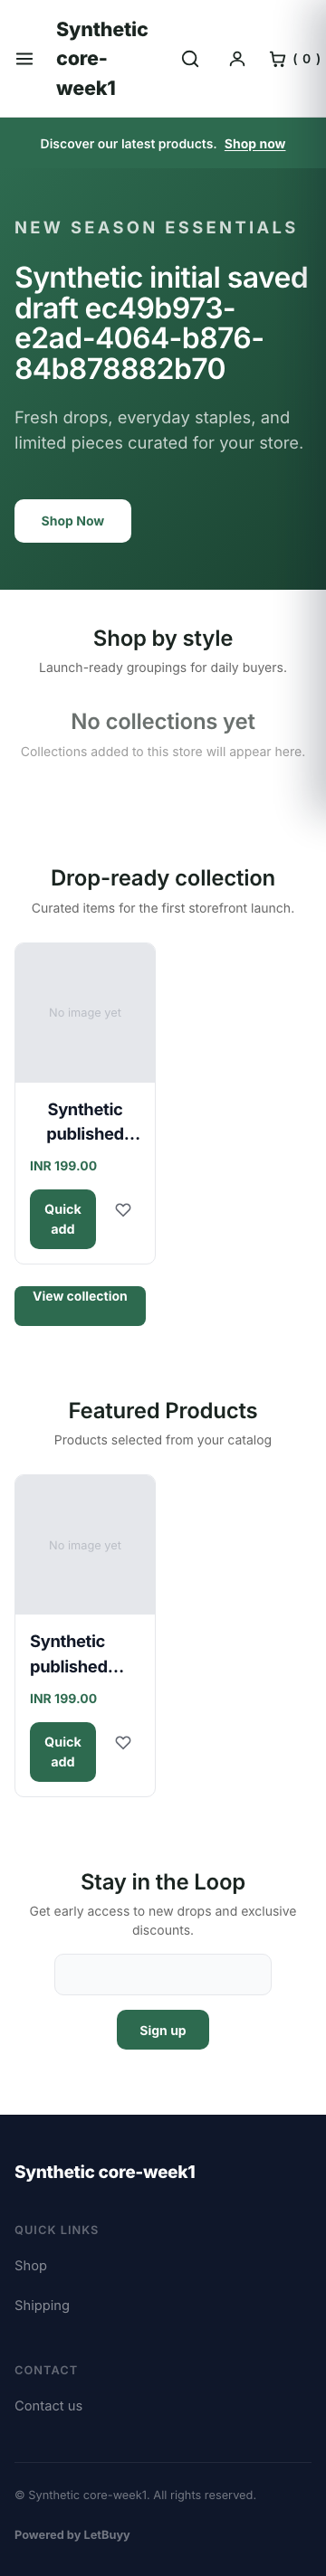 Synthetic
core-
week1
( 0 )
Discover our latest products. Shop now
NEW SEASON ESSENTIALS
Synthetic initial saved
draft ec49b973-
e2ad-4064-b876-
84b878882b70
Fresh drops, everyday staples, and
limited pieces curated for your store.
Shop Now
Shop by style
Launch-ready groupings for daily buyers.
No collections yet
Collections added to this store will appear here.
Drop-ready collection
Curated items for the first storefront launch.
No image yet
Synthetic
published...
INR 199.00
Quick
add
View collection
Featured Products
Products selected from your catalog
No image yet
Synthetic
published...
INR 199.00
Quick
add
Stay in the Loop
Get early access to new drops and exclusive
discounts.
Sign up
Synthetic core-week1
QUICK LINKS
Shop
Shipping
CONTACT
Contact us
© Synthetic core-week1. All rights reserved.
Powered by LetBuyy